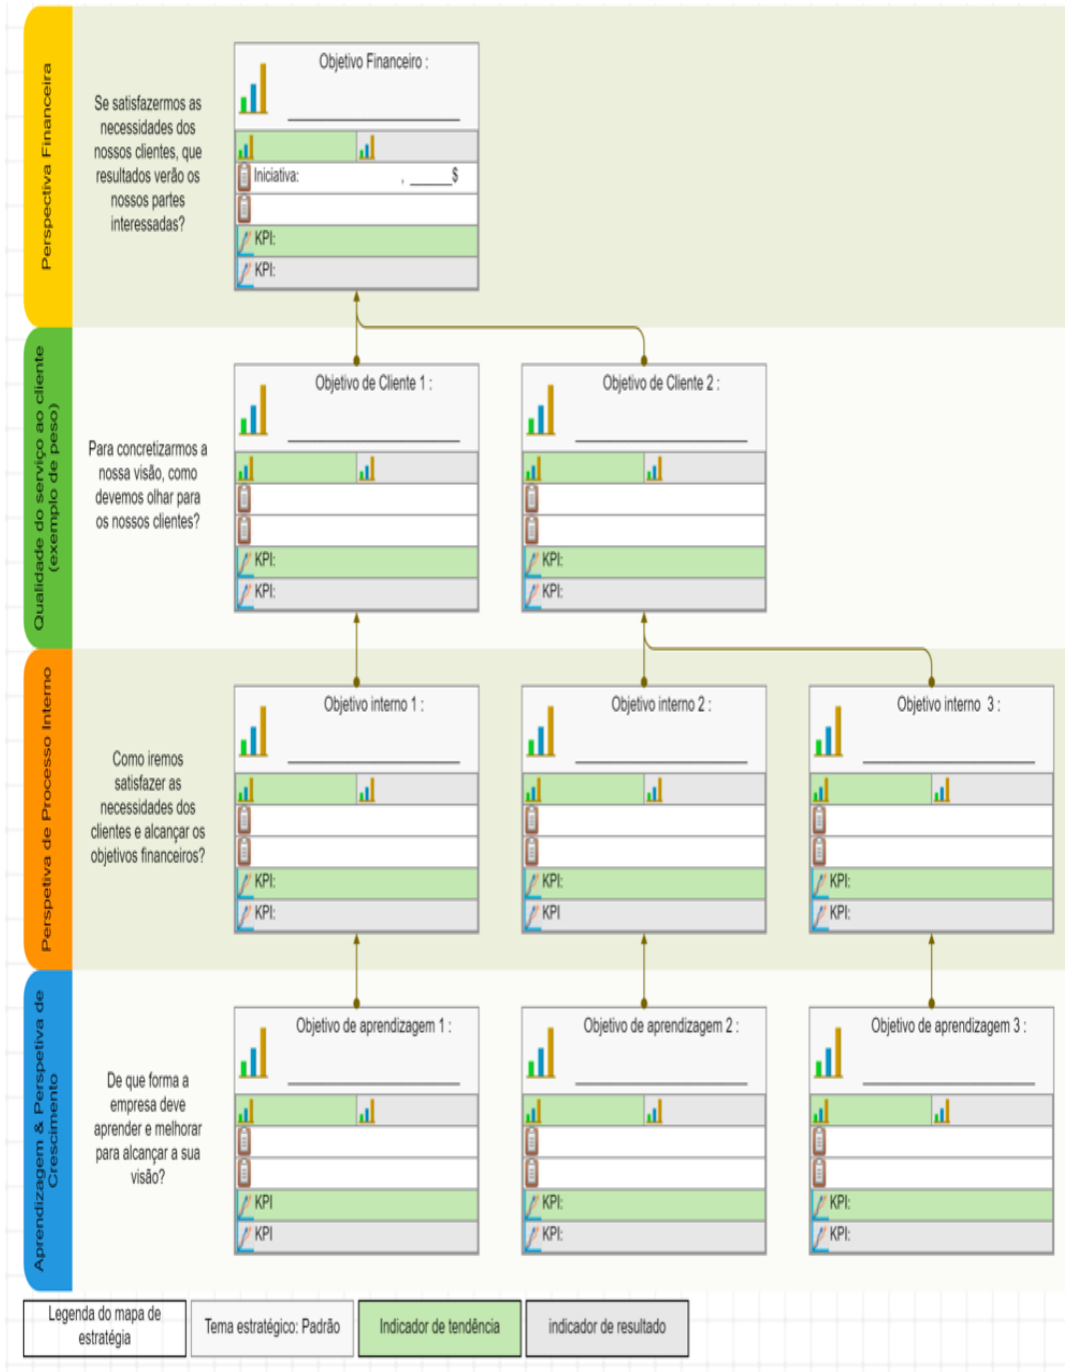 Perspectiva Financeira
Se satisfazermos as
necessidades dos
nossos clientes, que
resultados verão os
nossos partes
interessadas?
Objetivo Financeiro :
Iniciativa: , ______$
KPI:
KPI:
Qualidade do serviço ao cliente
(exemplo de peso)
Para concretizarmos a
nossa visão, como
devemos olhar para
os nossos clientes?
Objetivo de Cliente 1 :
KPI:
KPI:
Objetivo de Cliente 2 :
KPI:
KPI:
Perspetiva de Processo Interno
Como iremos
satisfazer as
necessidades dos
clientes e alcançar os
objetivos financeiros?
Objetivo interno 1 :
KPI:
KPI:
Objetivo interno 2 :
KPI:
KPI
Objetivo interno 3 :
KPI:
KPI:
Aprendizagem & Perspetiva de
Crescimento
De que forma a
empresa deve
aprender e melhorar
para alcançar a sua
visão?
Objetivo de aprendizagem 1 :
KPI
KPI
Objetivo de aprendizagem 2 :
KPI:
KPI:
Objetivo de aprendizagem 3 :
KPI:
KPI:
Legenda do mapa de
estratégia
Tema estratégico: Padrão
Indicador de tendência
indicador de resultado